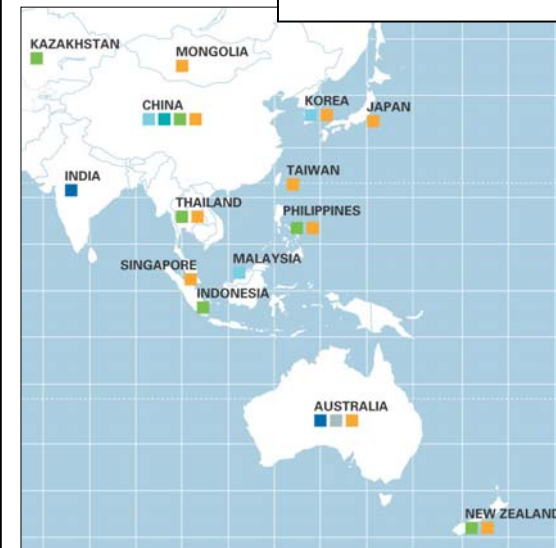 KAZAKHSTAN
MONGOLIA
CHINA
KOREA
JAPAN
INDIA
TAIWAN
THAILAND
PHILIPPINES
SINGAPORE
MALAYSIA
INDONESIA
AUSTRALIA
NEW ZEALAND